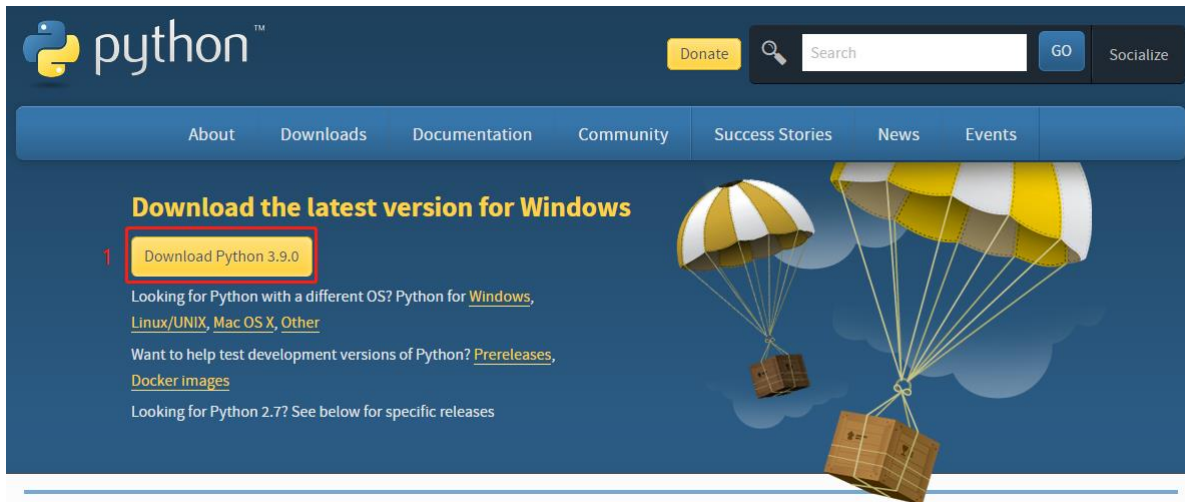 python™
Donate
Search
GO
Socialize
About Downloads Documentation Community Success Stories News Events
Download the latest version for Windows
1
Download Python 3.9.0
Looking for Python with a different OS? Python for Windows,
Linux/UNIX, Mac OS X, Other
Want to help test development versions of Python? Prereleases,
Docker images
Looking for Python 2.7? See below for specific releases